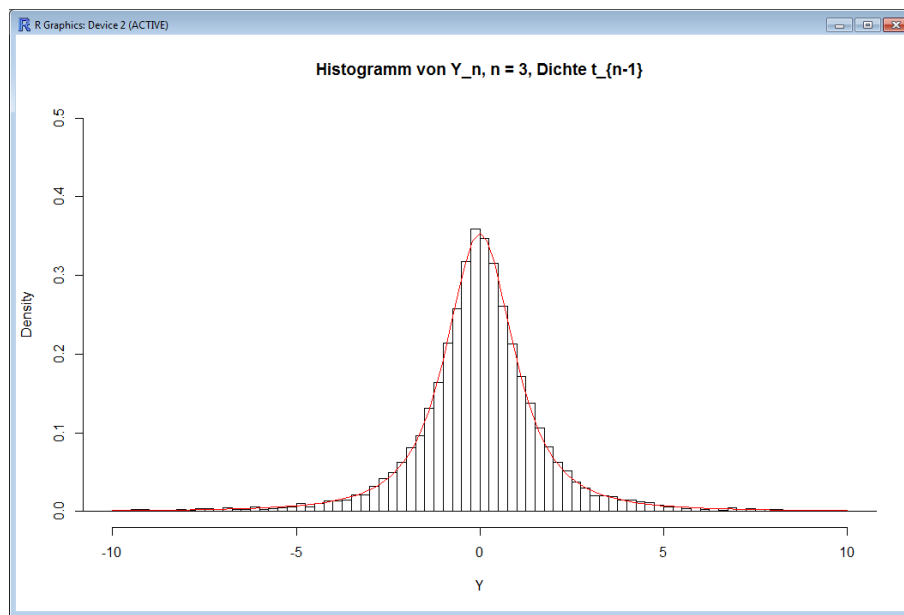 R Graphics: Device 2 (ACTIVE)
Histogramm von Y_n, n = 3, Dichte t_{n-1}
Density
0.5
0.4
0.3
0.2
0.1
0.0
-10 -5 0 5 10
Y